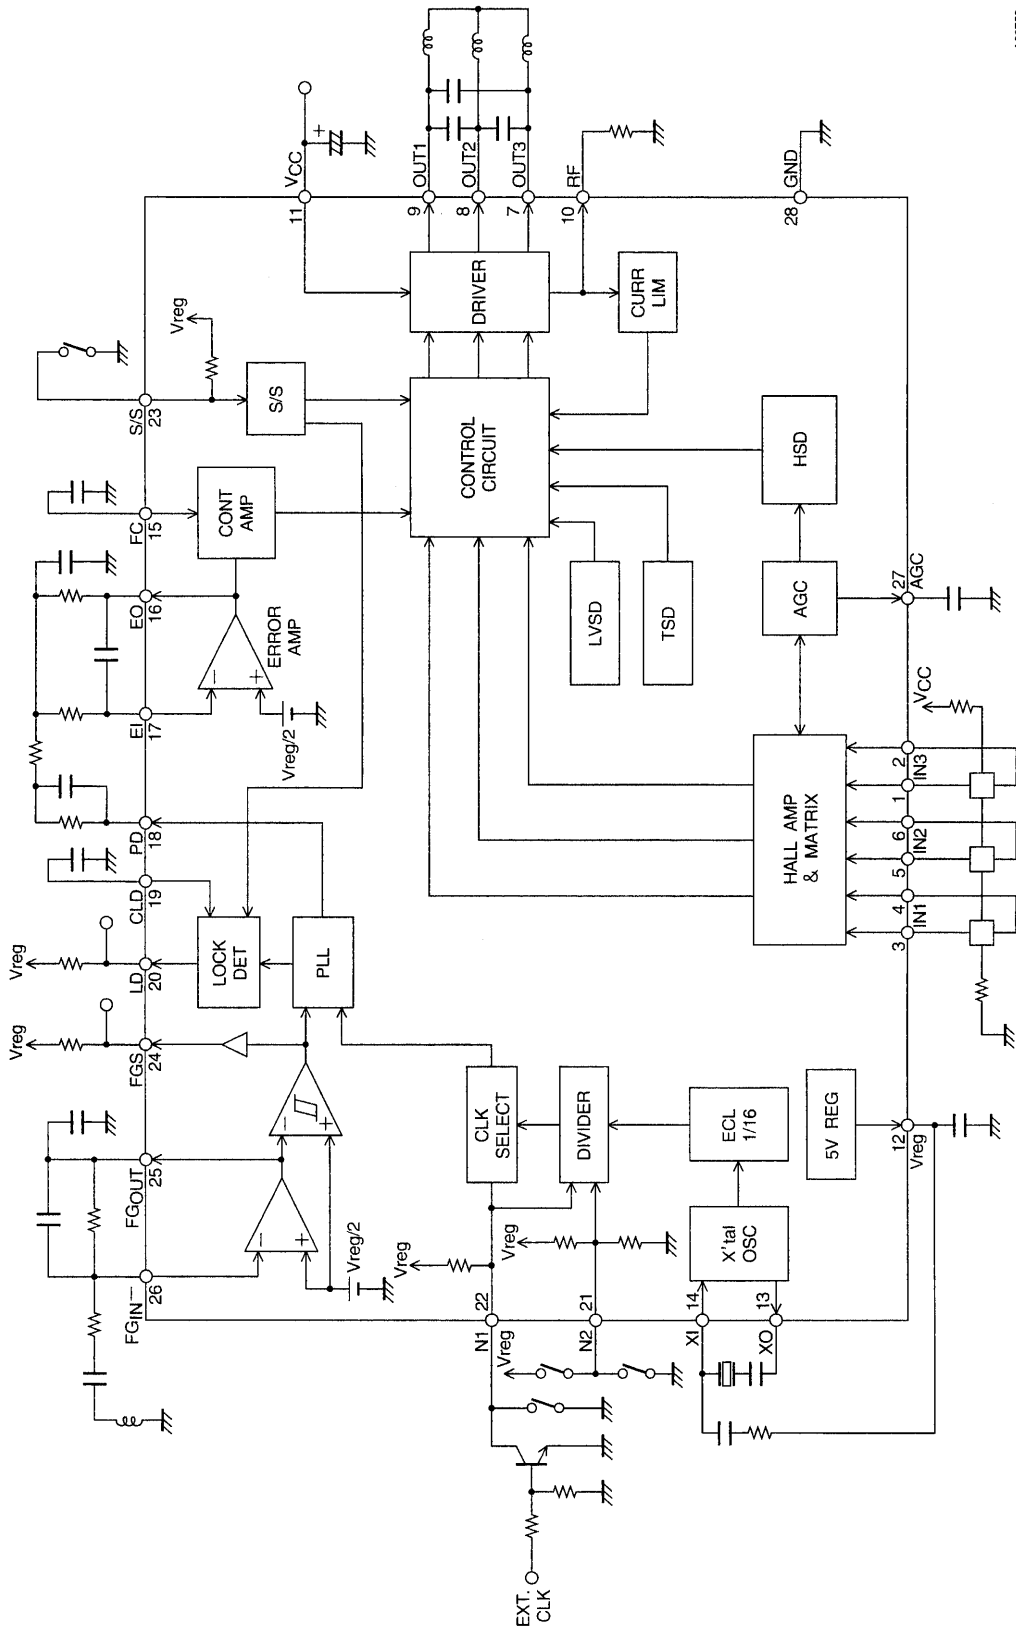 Vreg
Vreg
FGIN−
26
FGOUT
25
FGS
24
LD
20
CLD
19
PD
18
EI
17
EO
16
FC
15
S/S
23
Vreg
VCC
11
−
+
−
+
LOCK
DET
−
+
ERROR
AMP
CONT
AMP
S/S
Vreg/2
PLL
Vreg/2
Vreg
OUT1
9
OUT2
8
OUT3
7
RF
10
GND
28
EXT.
CLK
N1
22
Vreg
Vreg
CLK
SELECT
CONTROL
CIRCUIT
DRIVER
N2
21
DIVIDER
LVSD
TSD
CURR
LIM
XI
14
XO
13
X'tal
OSC
ECL
1/16
5V REG
HALL AMP
& MATRIX
AGC
HSD
12
Vreg
3
IN1
4
5
IN2
6
1
IN3
2
VCC
27
AGC
+